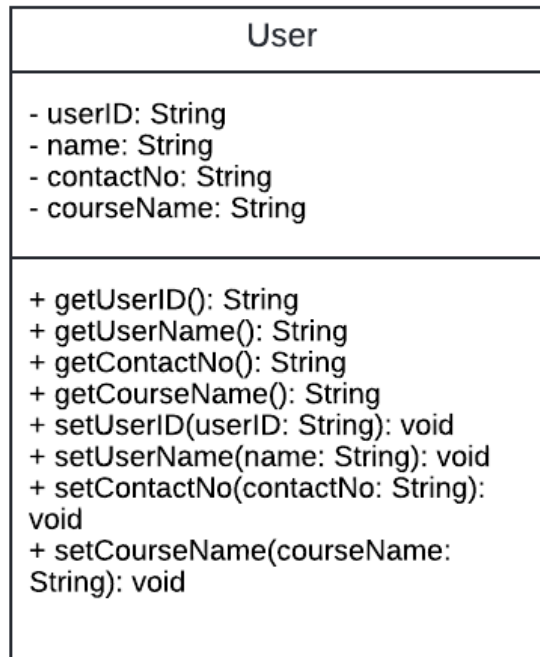 User
- userID: String
- name: String
- contactNo: String
- courseName: String
+ getUserID(): String
+ getUserName(): String
+ getContactNo(): String
+ getCourseName(): String
+ setUserID(userID: String): void
+ setUserName(name: String): void
+ setContactNo(contactNo: String):
void
+ setCourseName(courseName:
String): void